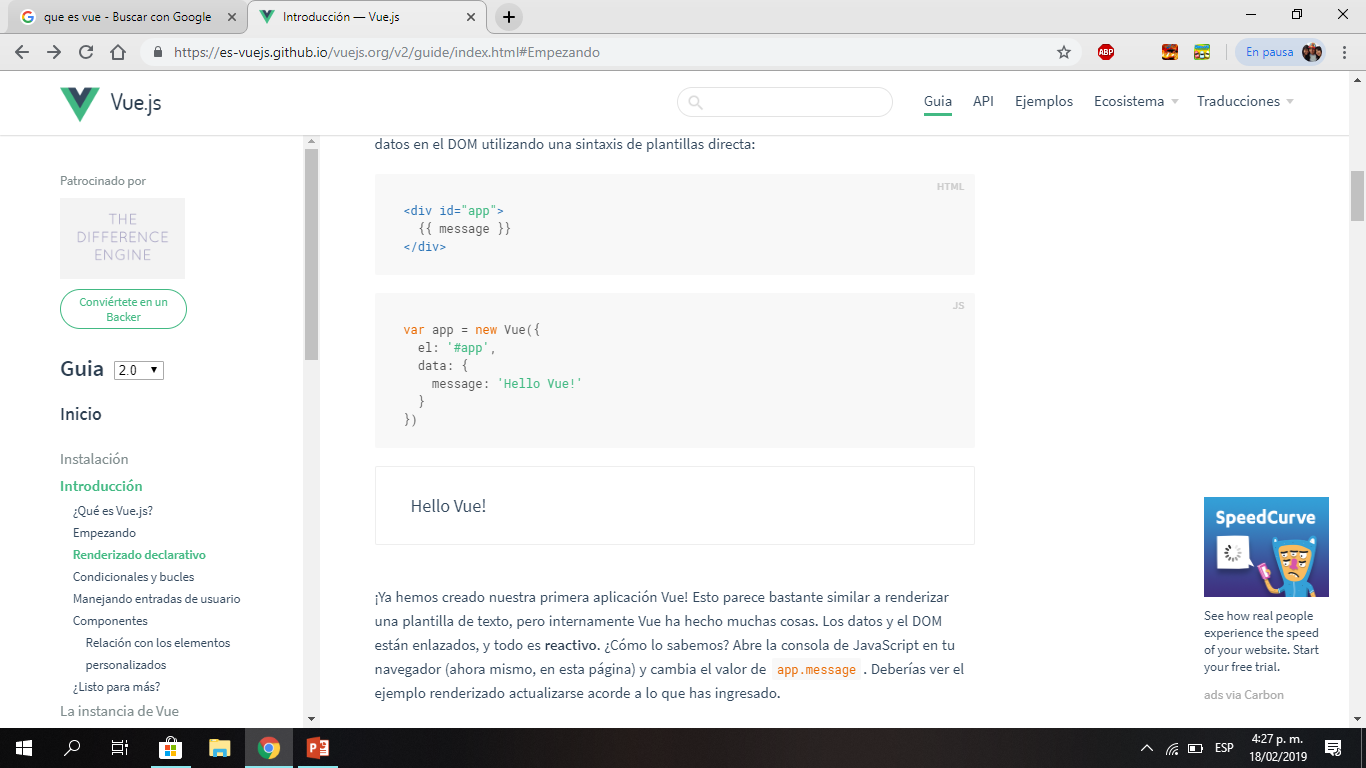 que es vue - Buscar con Google
Introducción — Vue.js
https://es-vuejs.github.io/vuejs.org/v2/guide/index.html#Empezando
ABP
En pausa
Vue.js
Guia
API
Ejemplos
Ecosistema
Traducciones
Patrocinado por
THE
DIFFERENCE
ENGINE
Conviértete en un
Backer
Guia 2.0
Inicio
Instalación
Introducción
¿Qué es Vue.js?
Empezando
Renderizado declarativo
Condicionales y bucles
Manejando entradas de usuario
Componentes
Relación con los elementos
personalizados
¿Listo para más?
La instancia de Vue
datos en el DOM utilizando una sintaxis de plantillas directa:
HTML
<div id="app">
  {{ message }}
</div>
JS
var app = new Vue({
  el: '#app',
  data: {
    message: 'Hello Vue!'
  }
})
Hello Vue!
¡Ya hemos creado nuestra primera aplicación Vue! Esto parece bastante similar a renderizar
una plantilla de texto, pero internamente Vue ha hecho muchas cosas. Los datos y el DOM
están enlazados, y todo es reactivo. ¿Cómo lo sabemos? Abre la consola de JavaScript en tu
navegador (ahora mismo, en esta página) y cambia el valor de app.message . Deberías ver el
ejemplo renderizado actualizarse acorde a lo que has ingresado.
SpeedCurve
See how real people
experience the speed
of your website. Start
your free trial.
ads via Carbon
ESP
4:27 p. m.
18/02/2019